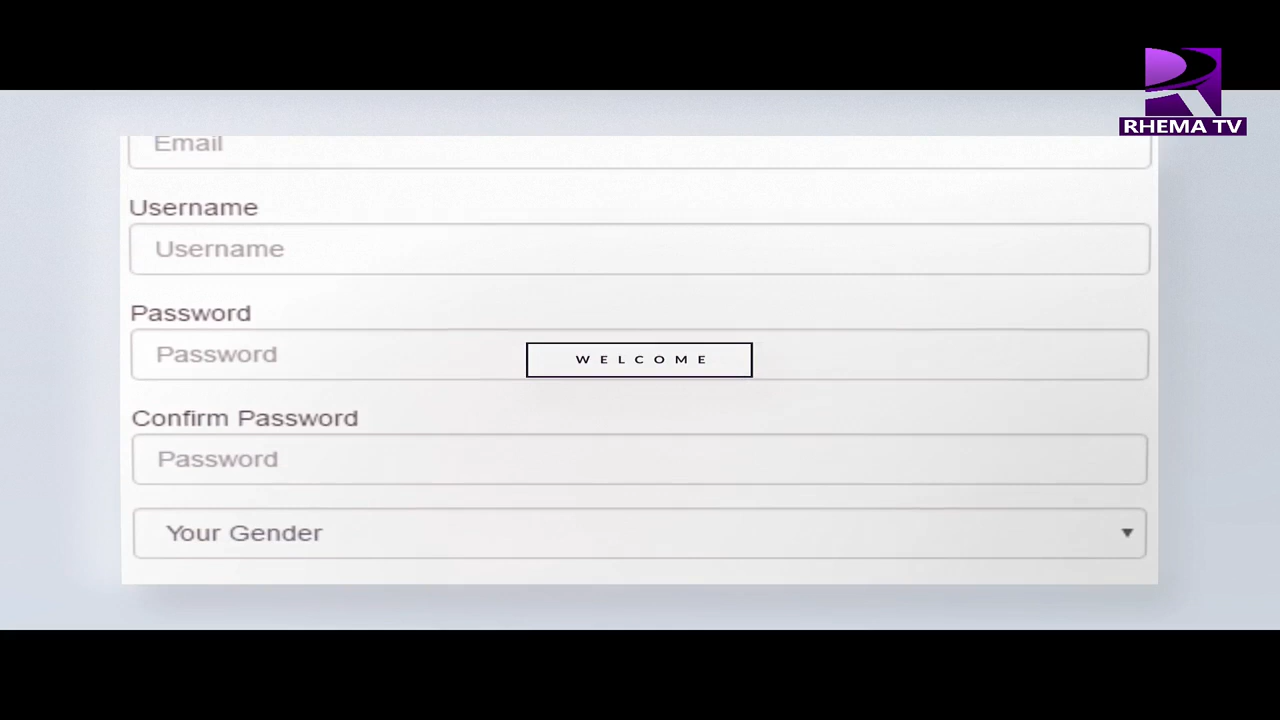 RHEMA TV
Email
Username
Username
Password
Password
WELCOME
Confirm Password
Password
Your Gender